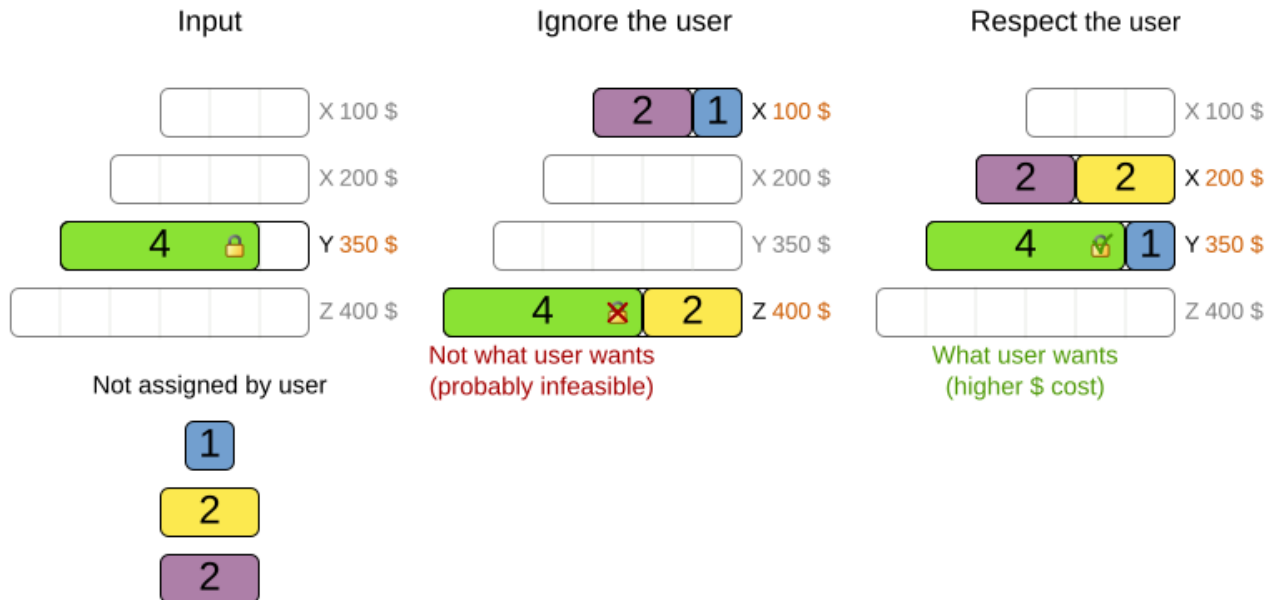 Input
Ignore the user
Respect the user
X 100 $
2 1 X 100 $
X 100 $
X 200 $
X 200 $
2 2 X 200 $
4 Y 350 $
Y 350 $
4 1 Y 350 $
Z 400 $
4 2 Z 400 $
Z 400 $
Not what user wants
(probably infeasible)
What user wants
(higher $ cost)
Not assigned by user
1
2
2